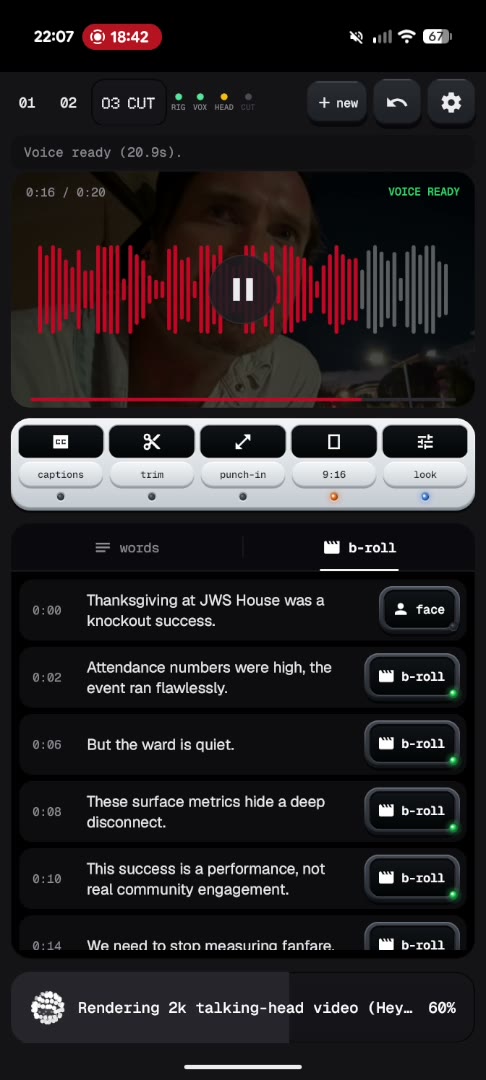 22:07 18:42 67
01 02 03 CUT RIG VOX HEAD CUT + new
Voice ready (20.9s).
0:16 / 0:20 VOICE READY
CC
captions trim punch-in 9:16 look
words b-roll
0:00 Thanksgiving at JWS House was a
knockout success. face
0:02 Attendance numbers were high, the
event ran flawlessly. b-roll
0:06 But the ward is quiet. b-roll
0:08 These surface metrics hide a deep
disconnect. b-roll
0:10 This success is a performance, not
real community engagement. b-roll
0:14 We need to stop measuring fanfare. b-roll
Rendering 2k talking-head video (Hey… 60%